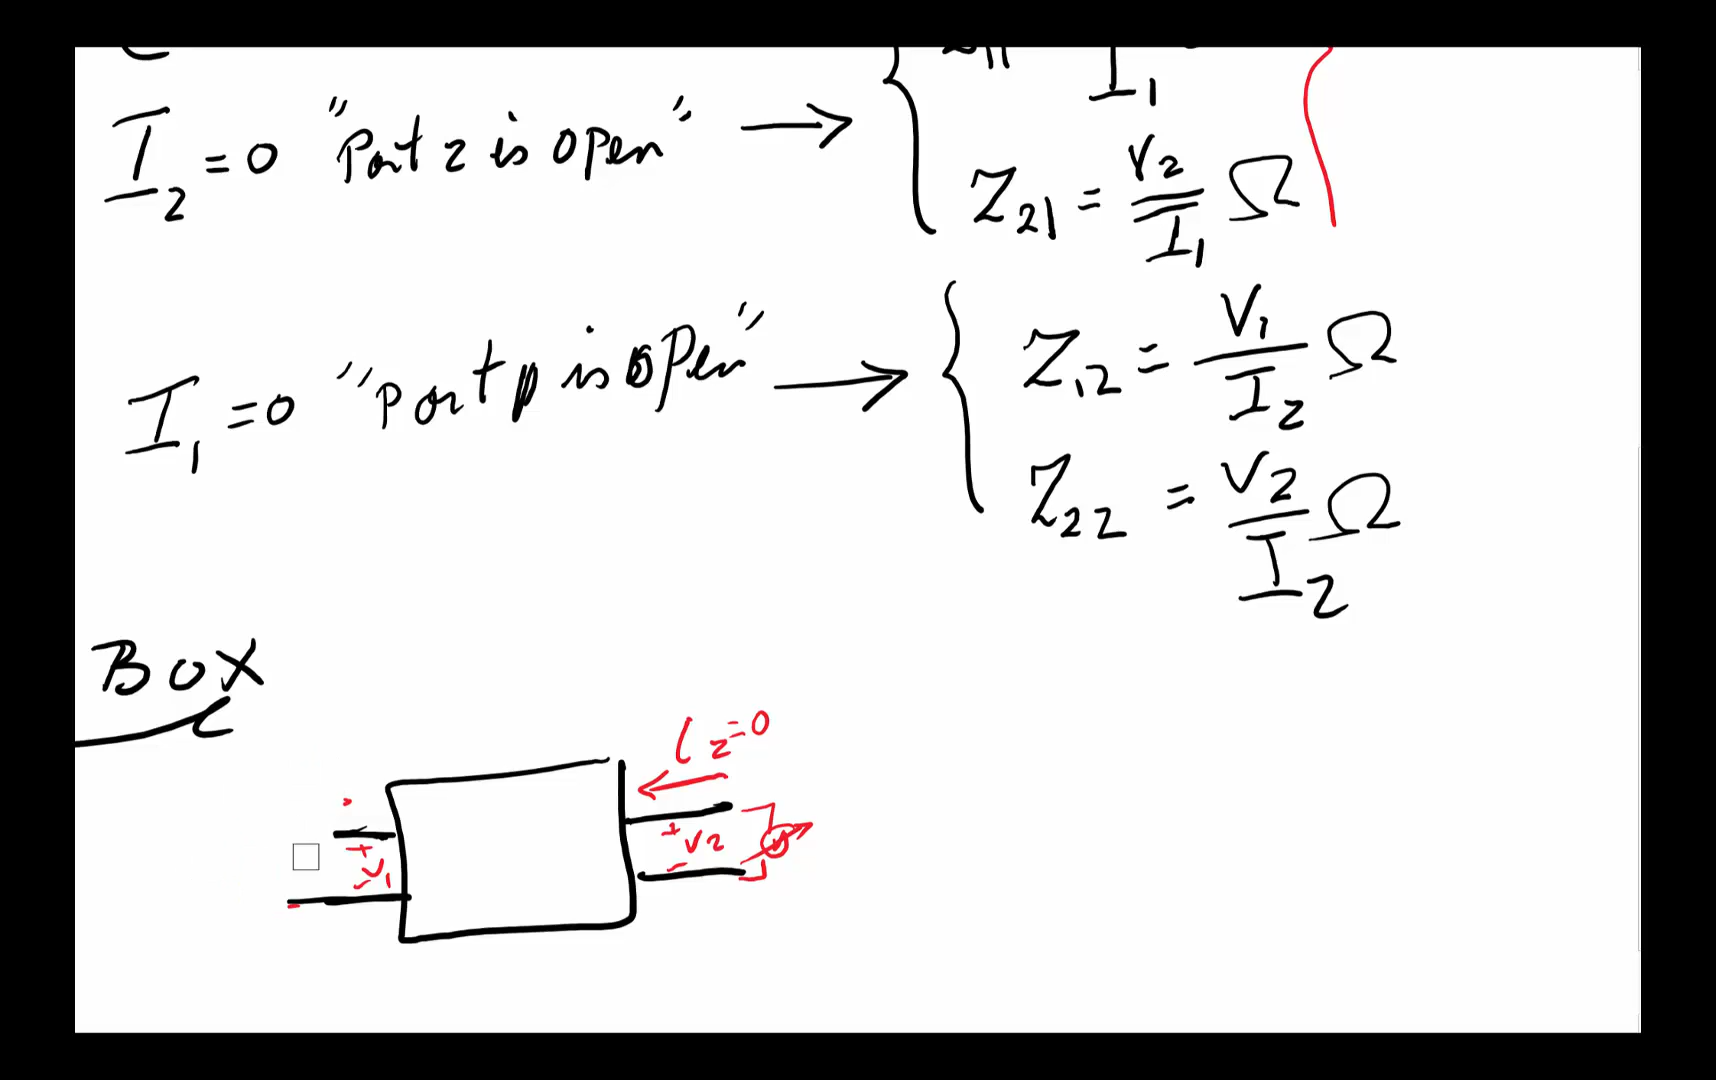 I₁
I₂ = 0 "Port 2 is open" →
Z₂₁ = V₂/I₁ Ω
I₁ = 0 "Port is open" →
Z₁₂ = V₁/I₂ Ω
Z₂₂ = V₂/I₂ Ω
Box
i₂=0
+ V₁ -
+ V₂ -